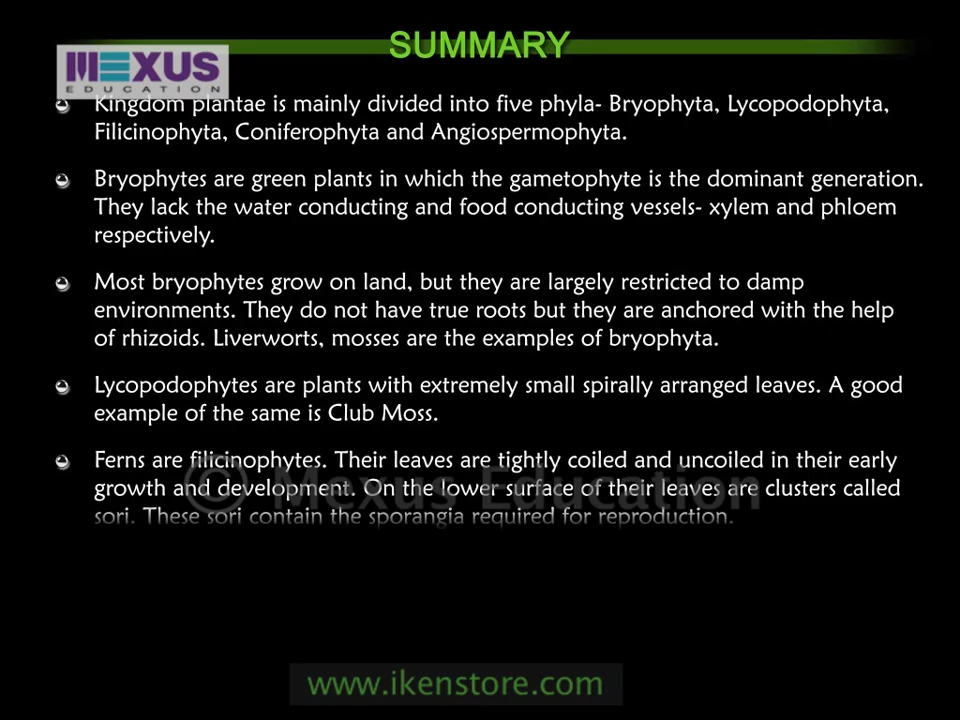 SUMMARY
MEXUS
EDUCATION
Kingdom plantae is mainly divided into five phyla- Bryophyta, Lycopodophyta,
Filicinophyta, Coniferophyta and Angiospermophyta.
Bryophytes are green plants in which the gametophyte is the dominant generation.
They lack the water conducting and food conducting vessels- xylem and phloem
respectively.
Most bryophytes grow on land, but they are largely restricted to damp
environments. They do not have true roots but they are anchored with the help
of rhizoids. Liverworts, mosses are the examples of bryophyta.
Lycopodophytes are plants with extremely small spirally arranged leaves. A good
example of the same is Club Moss.
Ferns are filicinophytes. Their leaves are tightly coiled and uncoiled in their early
growth and development. On the lower surface of their leaves are clusters called
sori. These sori contain the sporangia required for reproduction.
© Mexus Education
www.ikenstore.com